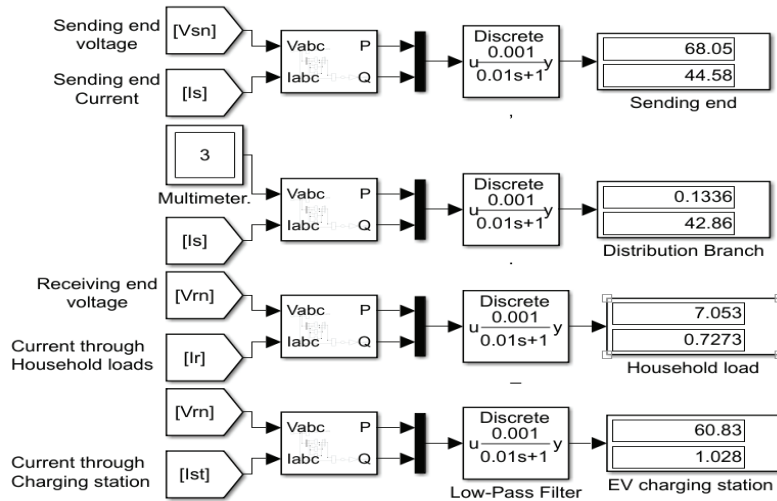 Sending end
voltage
[Vsn]
Sending end
Current
[Is]
Vabc P
Iabc Q
Discrete
0.001
u y
0.01s+1
,
68.05
44.58
Sending end
3
Multimeter.
[Is]
Vabc P
Iabc Q
Discrete
0.001
u y
0.01s+1
.
0.1336
42.86
Distribution Branch
Receiving end
voltage
[Vrn]
Current through
Household loads
[Ir]
Vabc P
Iabc Q
Discrete
0.001
u y
0.01s+1
_
7.053
0.7273
Household load
[Vrn]
Current through
Charging station
[Ist]
Vabc P
Iabc Q
Discrete
0.001
u y
0.01s+1
Low-Pass Filter
60.83
1.028
EV charging station